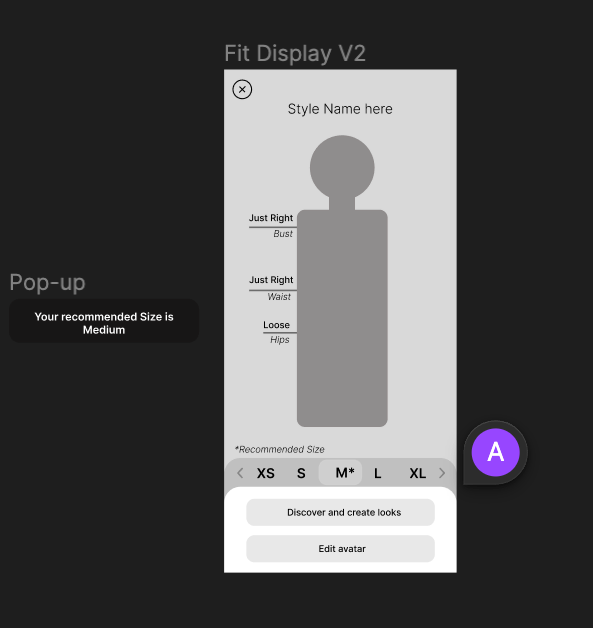 Fit Display V2
Style Name here
Just Right
Bust
Just Right
Waist
Loose
Hips
Pop-up
Your recommended Size is
Medium
*Recommended Size
XS S M* L XL
Discover and create looks
Edit avatar
A